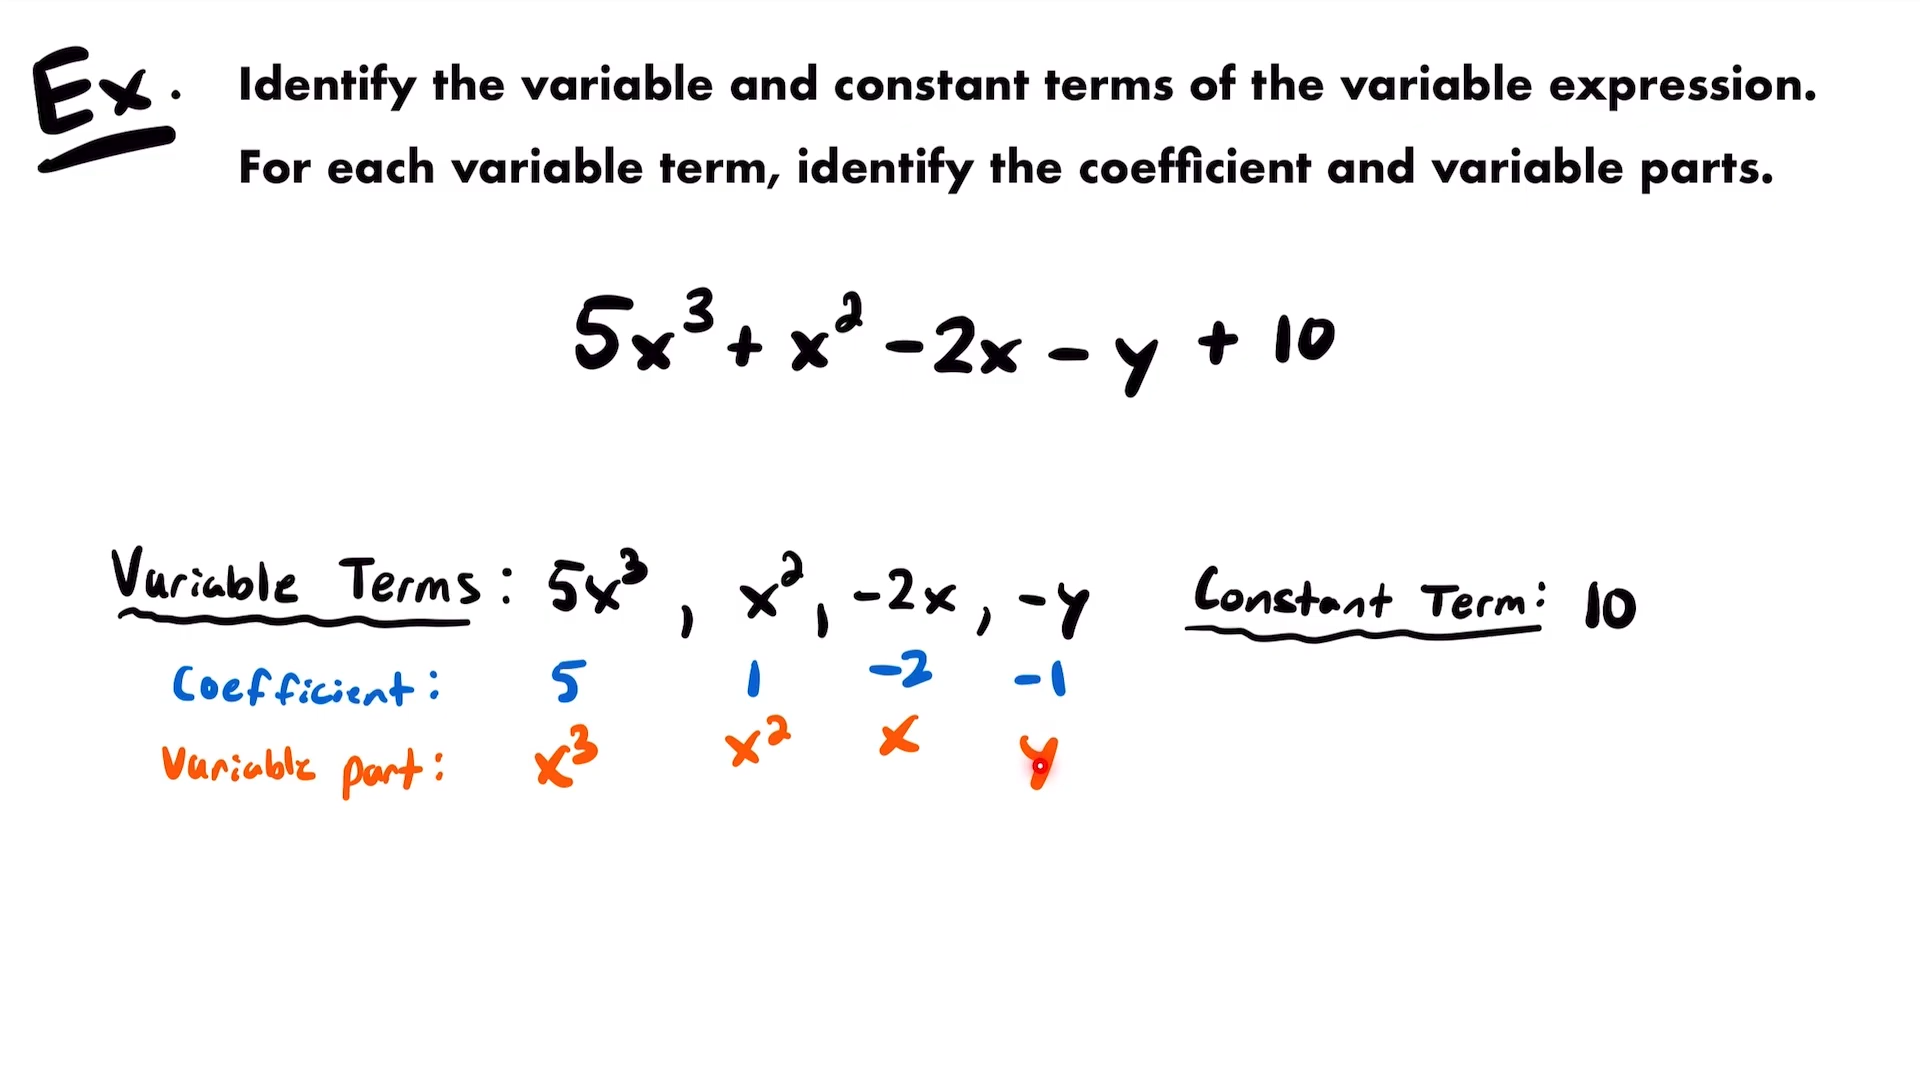 Ex. Identify the variable and constant terms of the variable expression.
For each variable term, identify the coefficient and variable parts.
5x³ + x² - 2x - y + 10
Variable Terms: 5x³, x², -2x, -y Constant Term: 10
Coefficient: 5 1 -2 -1
Variable part: x³ x² x y